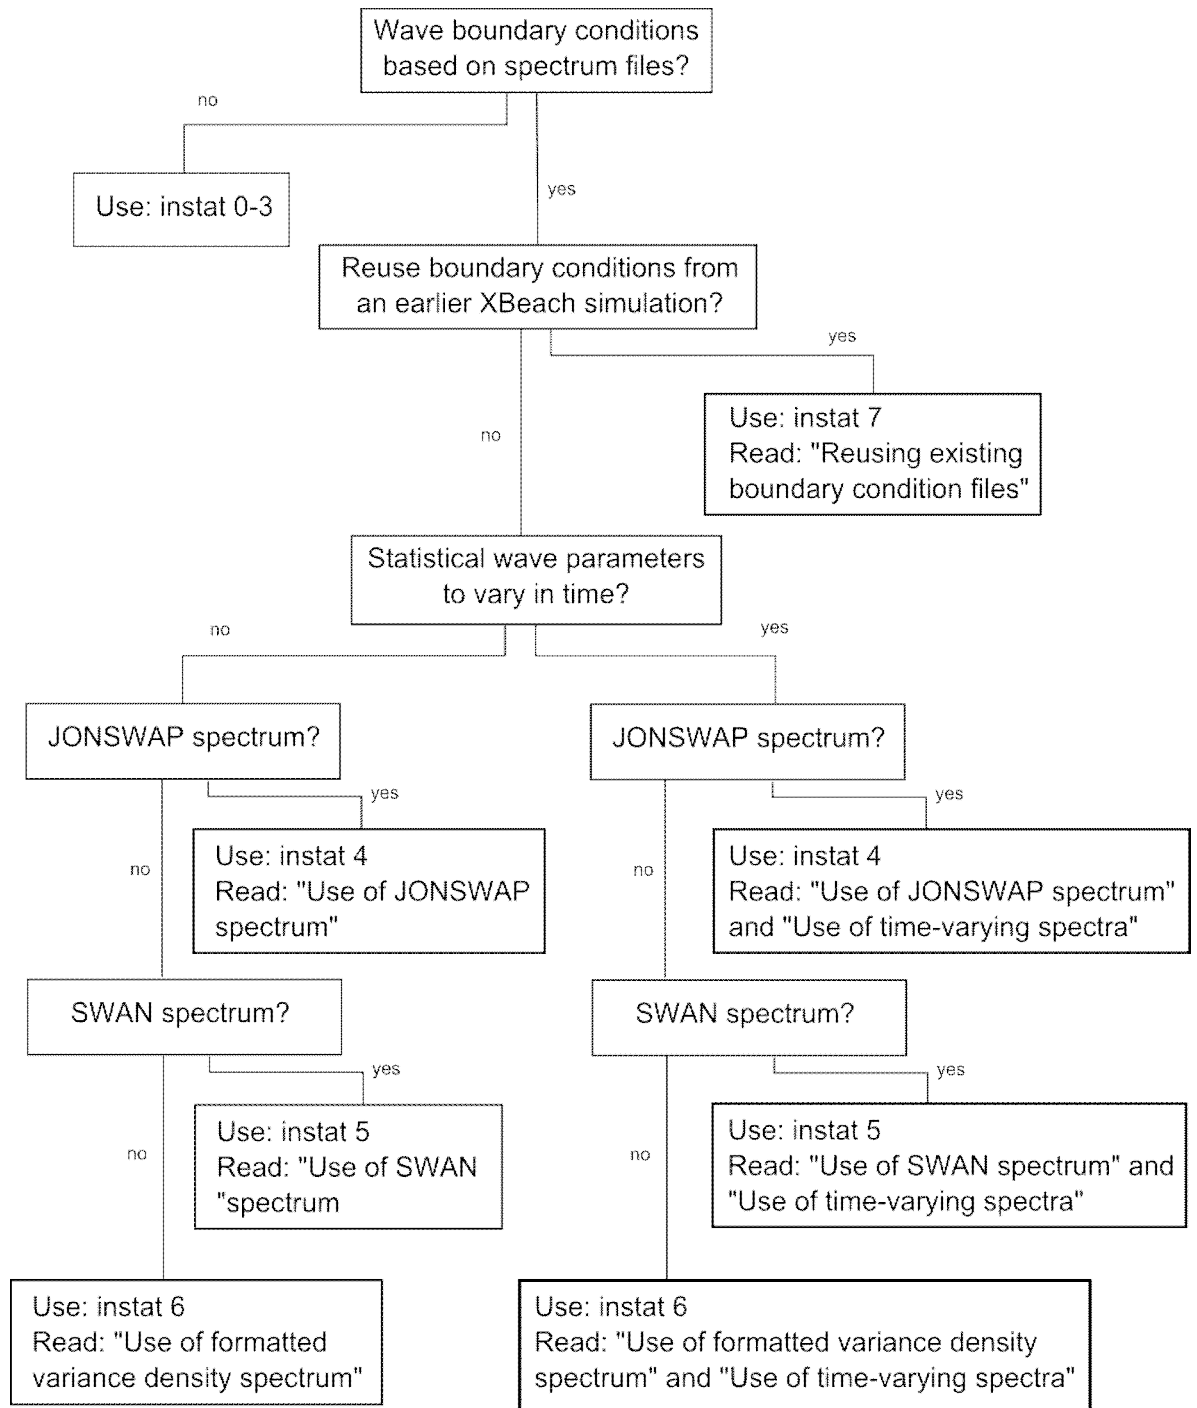 Wave boundary conditions
based on spectrum files?
no
yes
Use: instat 0-3
Reuse boundary conditions from
an earlier XBeach simulation?
yes
no
Use: instat 7
Read: "Reusing existing
boundary condition files"
Statistical wave parameters
to vary in time?
no
yes
JONSWAP spectrum?
JONSWAP spectrum?
yes
yes
no
no
Use: instat 4
Read: "Use of JONSWAP
spectrum"
Use: instat 4
Read: "Use of JONSWAP spectrum"
and "Use of time-varying spectra"
SWAN spectrum?
SWAN spectrum?
yes
yes
no
no
Use: instat 5
Read: "Use of SWAN
"spectrum
Use: instat 5
Read: "Use of SWAN spectrum" and
"Use of time-varying spectra"
Use: instat 6
Read: "Use of formatted
variance density spectrum"
Use: instat 6
Read: "Use of formatted variance density
spectrum" and "Use of time-varying spectra"